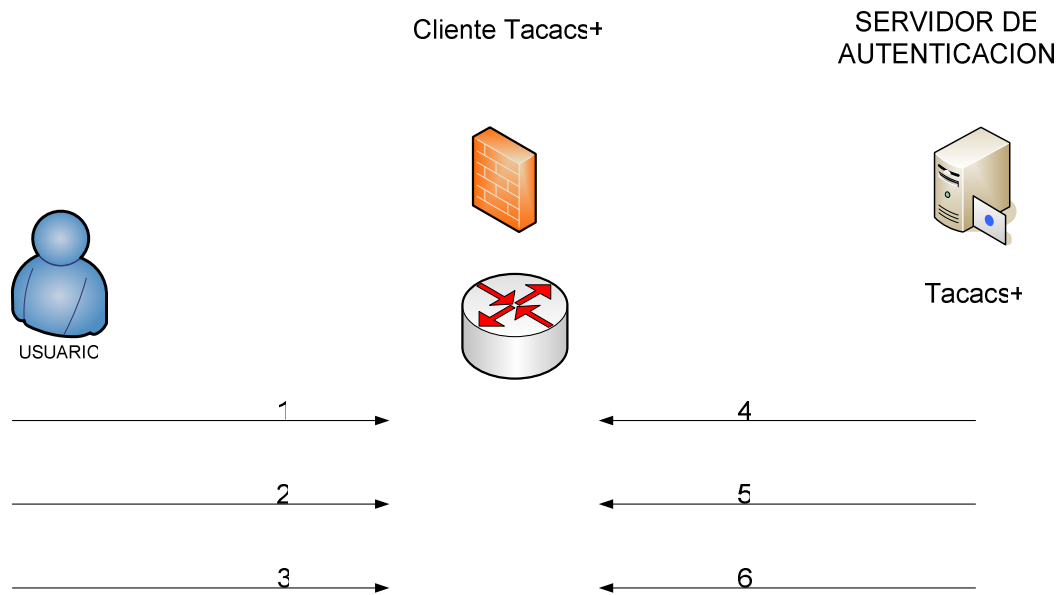 Cliente Tacacs+
SERVIDOR DE
AUTENTICACION
Tacacs+
USUARIO
1
4
2
5
3
6